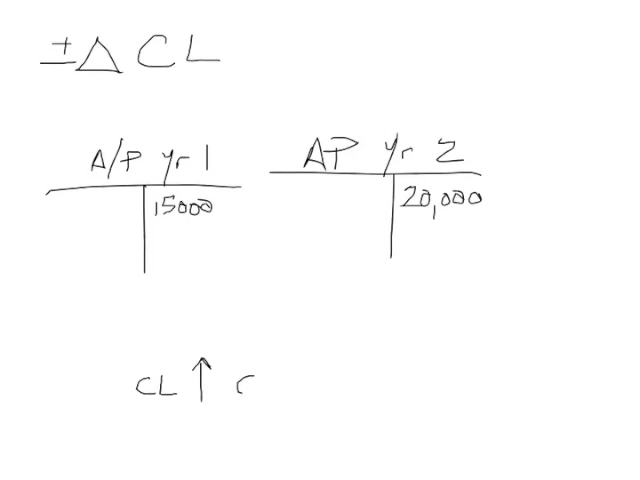 ± Δ CL
A/P yr 1
AP yr 2
15000
20,000
CL ↑ C